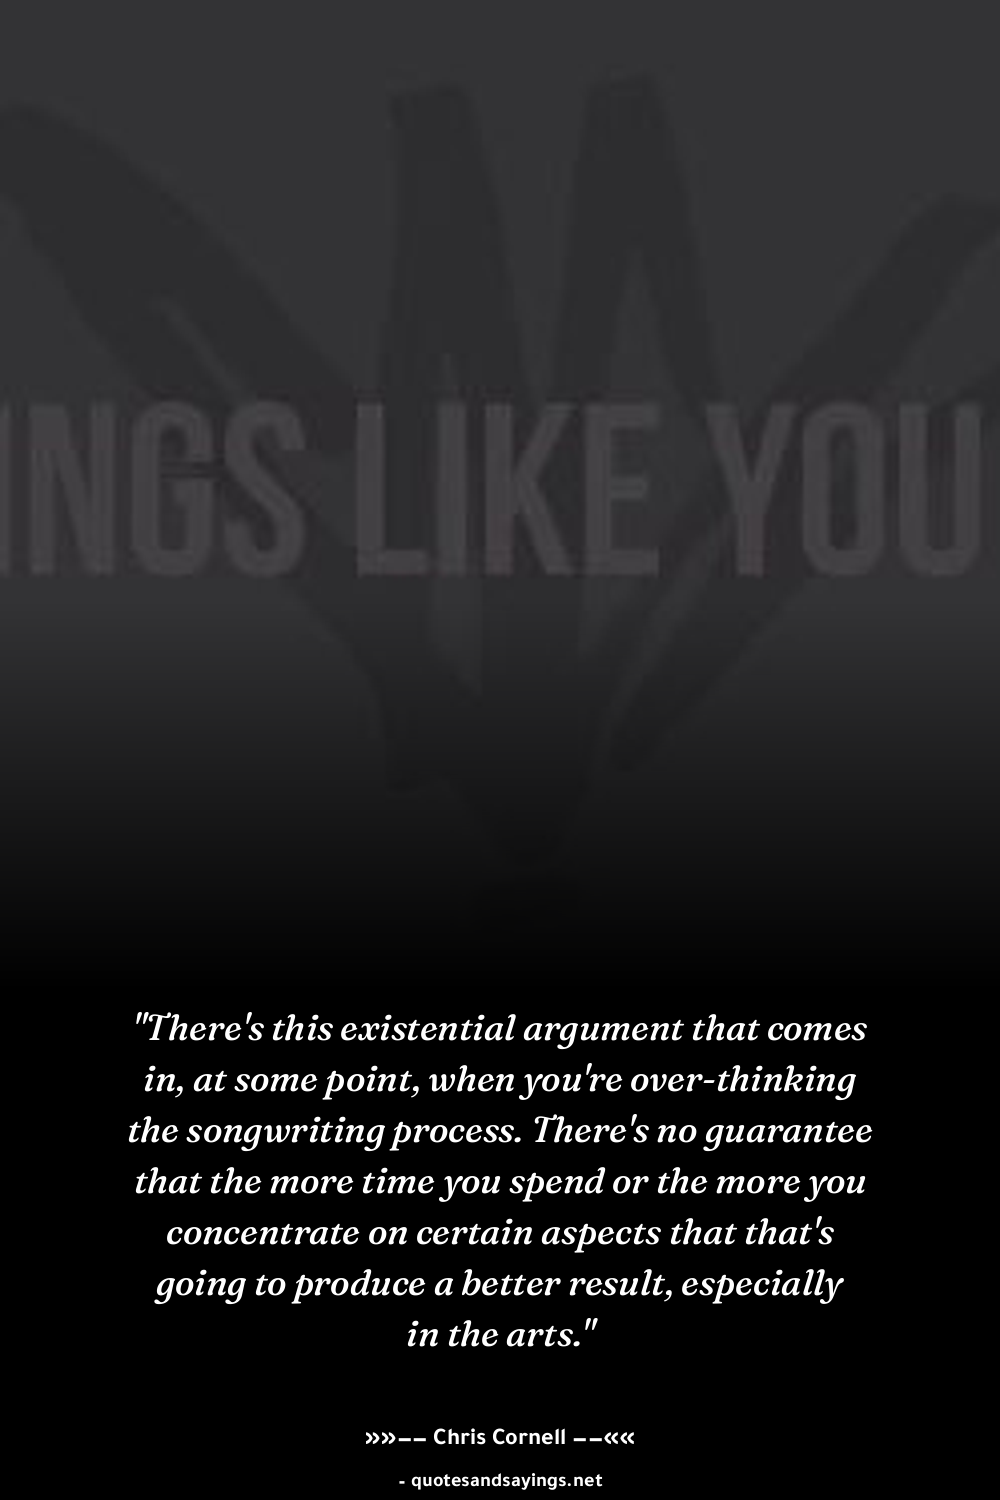 INGS LIKE YOU
"There's this existential argument that comes
in, at some point, when you're over-thinking
the songwriting process. There's no guarantee
that the more time you spend or the more you
concentrate on certain aspects that that's
going to produce a better result, especially
in the arts."
»»–– Chris Cornell ––««
- quotesandsayings.net